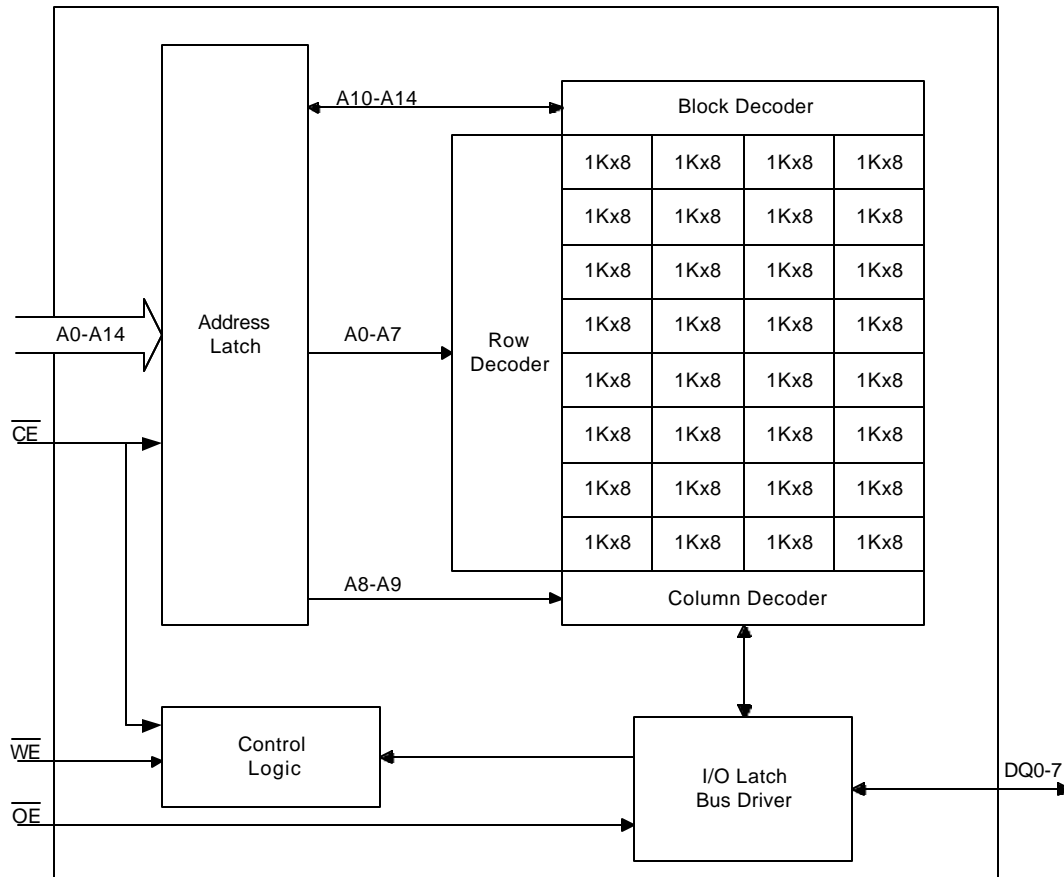 A10-A14
Block Decoder
1Kx8 1Kx8 1Kx8 1Kx8
1Kx8 1Kx8 1Kx8 1Kx8
1Kx8 1Kx8 1Kx8 1Kx8
A0-A14
Address
Latch
A0-A7
Row
Decoder
1Kx8 1Kx8 1Kx8 1Kx8
1Kx8 1Kx8 1Kx8 1Kx8
CE
1Kx8 1Kx8 1Kx8 1Kx8
1Kx8 1Kx8 1Kx8 1Kx8
1Kx8 1Kx8 1Kx8 1Kx8
A8-A9
Column Decoder
WE
Control
Logic
I/O Latch
Bus Driver
DQ0-7
OE